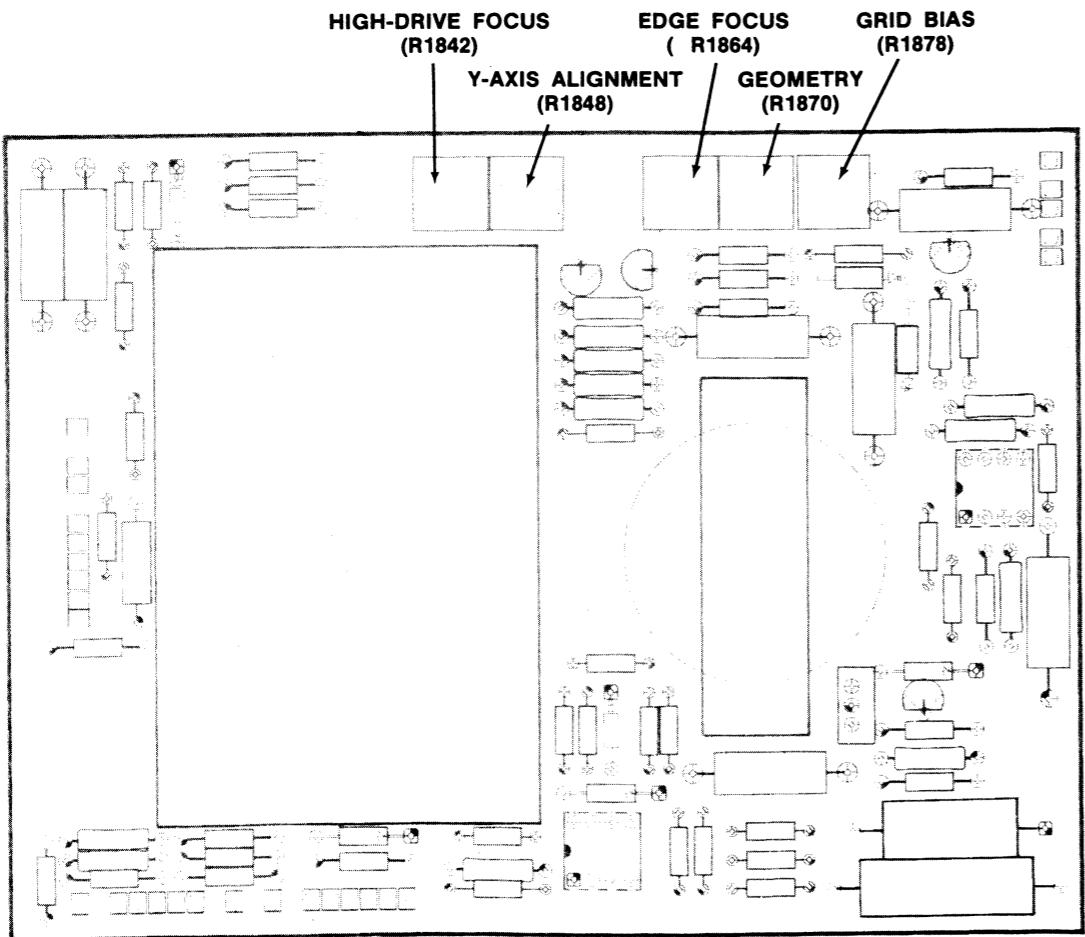 HIGH-DRIVE FOCUS
(R1842)
EDGE FOCUS
( R1864)
GRID BIAS
(R1878)
Y-AXIS ALIGNMENT
(R1848)
GEOMETRY
(R1870)